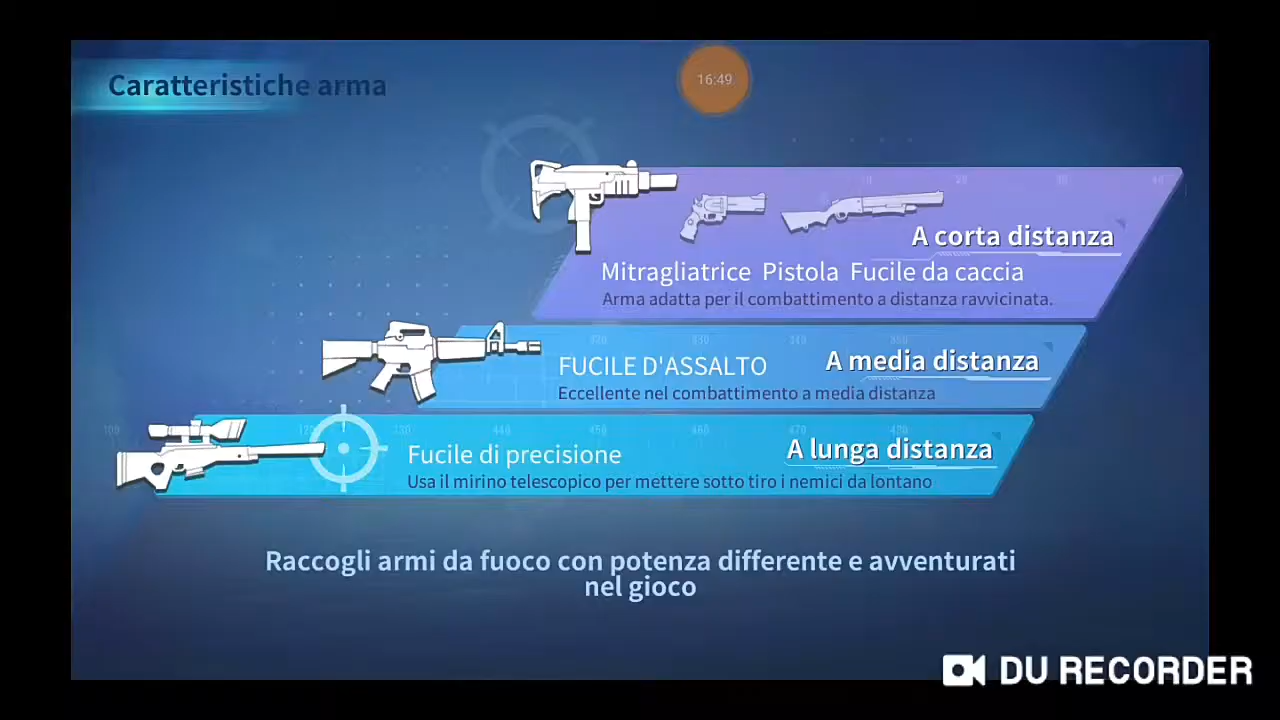 Caratteristiche arma
16:49
A corta distanza
Mitragliatrice Pistola Fucile da caccia
Arma adatta per il combattimento a distanza ravvicinata.
FUCILE D'ASSALTO
A media distanza
Eccellente nel combattimento a media distanza
Fucile di precisione
A lunga distanza
Usa il mirino telescopico per mettere sotto tiro i nemici da lontano
Raccogli armi da fuoco con potenza differente e avventurati
nel gioco
DU RECORDER